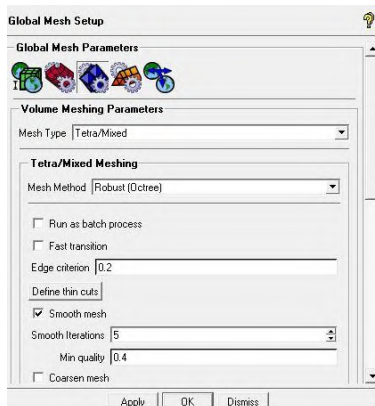 Global Mesh Setup
Global Mesh Parameters
Volume Meshing Parameters
Mesh Type Tetra/Mixed
Tetra/Mixed Meshing
Mesh Method Robust (Octree)
Run as batch process
Fast transition
Edge criterion 0.2
Define thin cuts
Smooth mesh
Smooth Iterations 5
Min quality 0.4
Coarsen mesh
Apply OK Dismiss